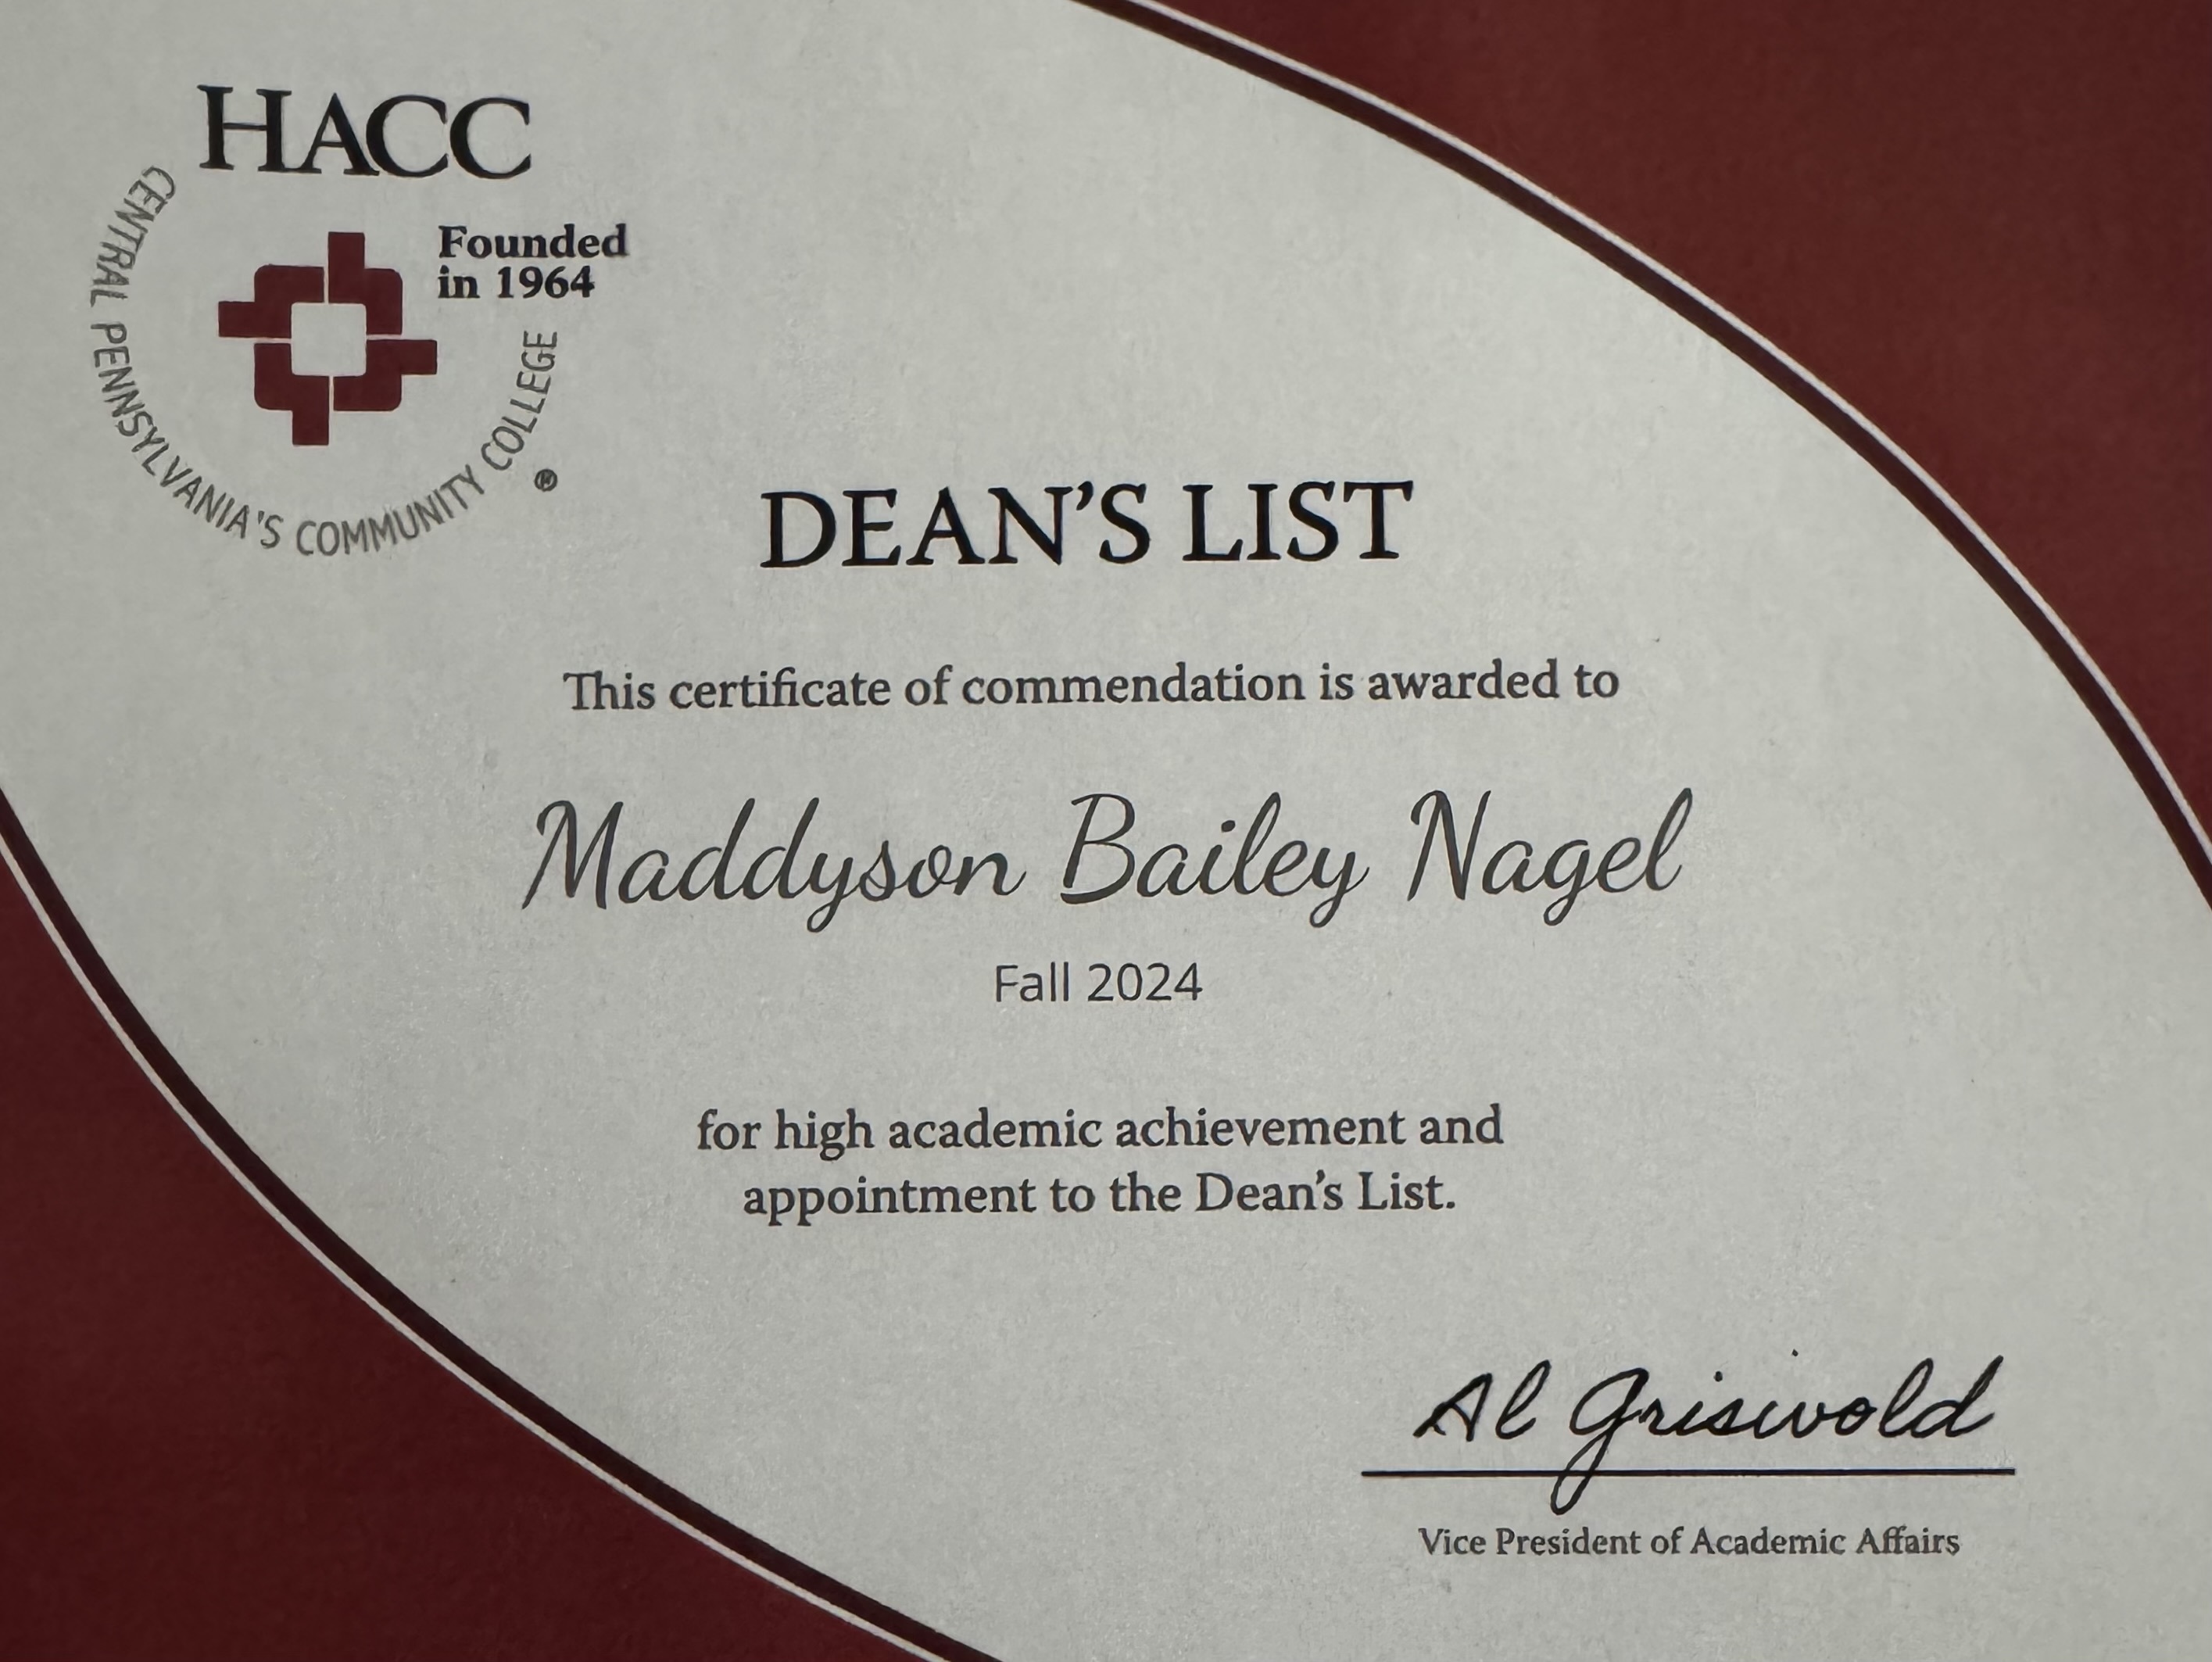 HACC
Founded
in 1964
CENTRAL PENNSYLVANIA'S COMMUNITY COLLEGE
®
DEAN’S LIST
This certificate of commendation is awarded to
Maddyson Bailey Nagel
Fall 2024
for high academic achievement and
appointment to the Dean’s List.
Al Griswold
Vice President of Academic Affairs